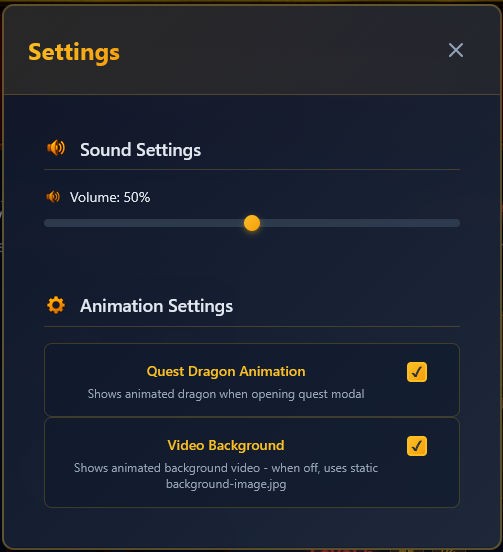 Settings
Sound Settings
Volume: 50%
Animation Settings
Quest Dragon Animation
Shows animated dragon when opening quest modal
Video Background
Shows animated background video - when off, uses static
background-image.jpg